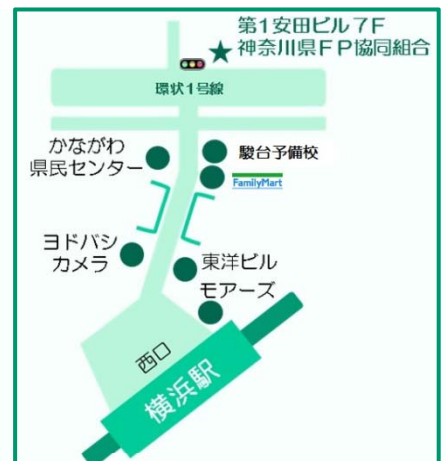 第1安田ビル7F
神奈川県FP協同組合
環状1号線
かながわ
県民センター
駿台予備校
FamilyMart
ヨドバシ
カメラ
東洋ビル
モアーズ
西口
横浜駅